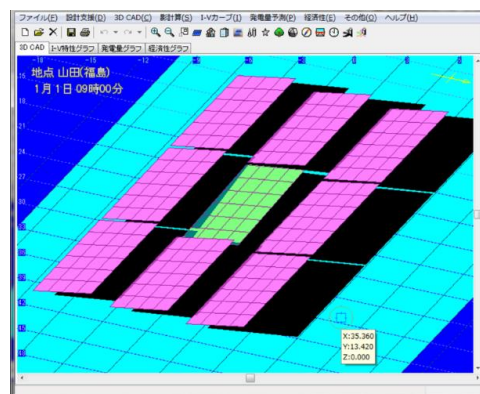 ファイル(F) 設計支援(D) 3D CAD(C) 影計算(S) I-Vカーブ(I) 発電量予測(P) 経済性(E) その他(O) ヘルプ(H)
3D CAD I-V特性グラフ 発電量グラフ 経済性グラフ
地点 山田(福島)
1月1日 09時00分
X:35.360
Y:13.420
Z:0.000